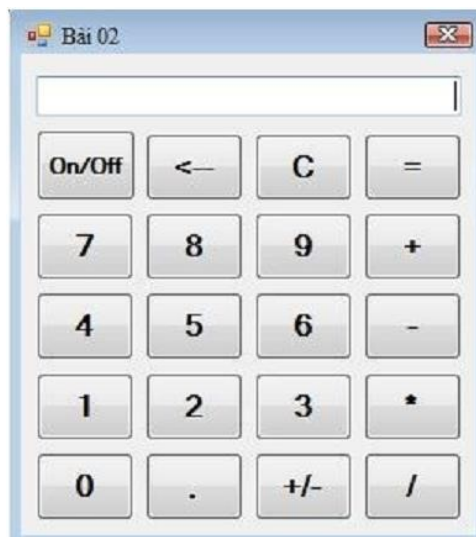 Bài 02
On/Off <--- C =
7 8 9 +
4 5 6 -
1 2 3 *
0 . +/- /